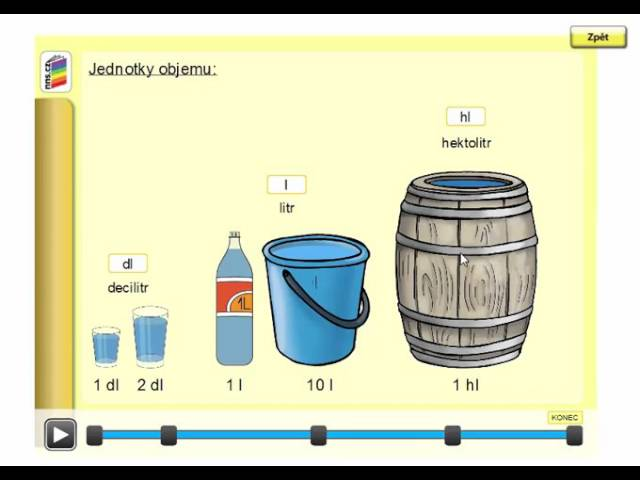 Zpět
nns.cz
Jednotky objemu:
hl
hektolitr
l
litr
dl
decilitr
1L
1 dl 2 dl 1 l 10 l 1 hl
KONEC